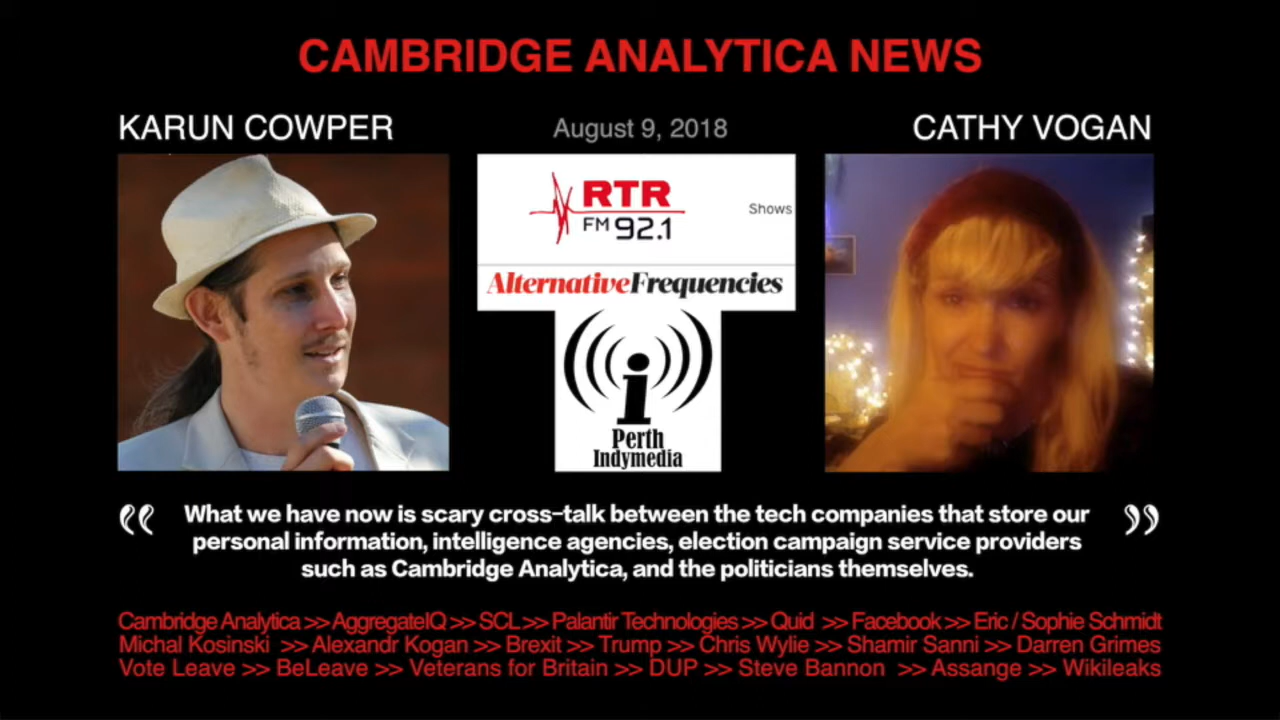 CAMBRIDGE ANALYTICA NEWS
KARUN COWPER
August 9, 2018
CATHY VOGAN
RTR
FM 92.1
Shows
AlternativeFrequencies
i
Perth
Indymedia
“ What we have now is scary cross-talk between the tech companies that store our ”
personal information, intelligence agencies, election campaign service providers
such as Cambridge Analytica, and the politicians themselves.
Cambridge Analytica >> AggregateIQ >> SCL >> Palantir Technologies >> Quid >> Facebook >> Eric / Sophie Schmidt
Michal Kosinski >> Alexandr Kogan >> Brexit >> Trump >> Chris Wylie >> Shamir Sanni >> Darren Grimes
Vote Leave >> BeLeave >> Veterans for Britain >> DUP >> Steve Bannon >> Assange >> Wikileaks